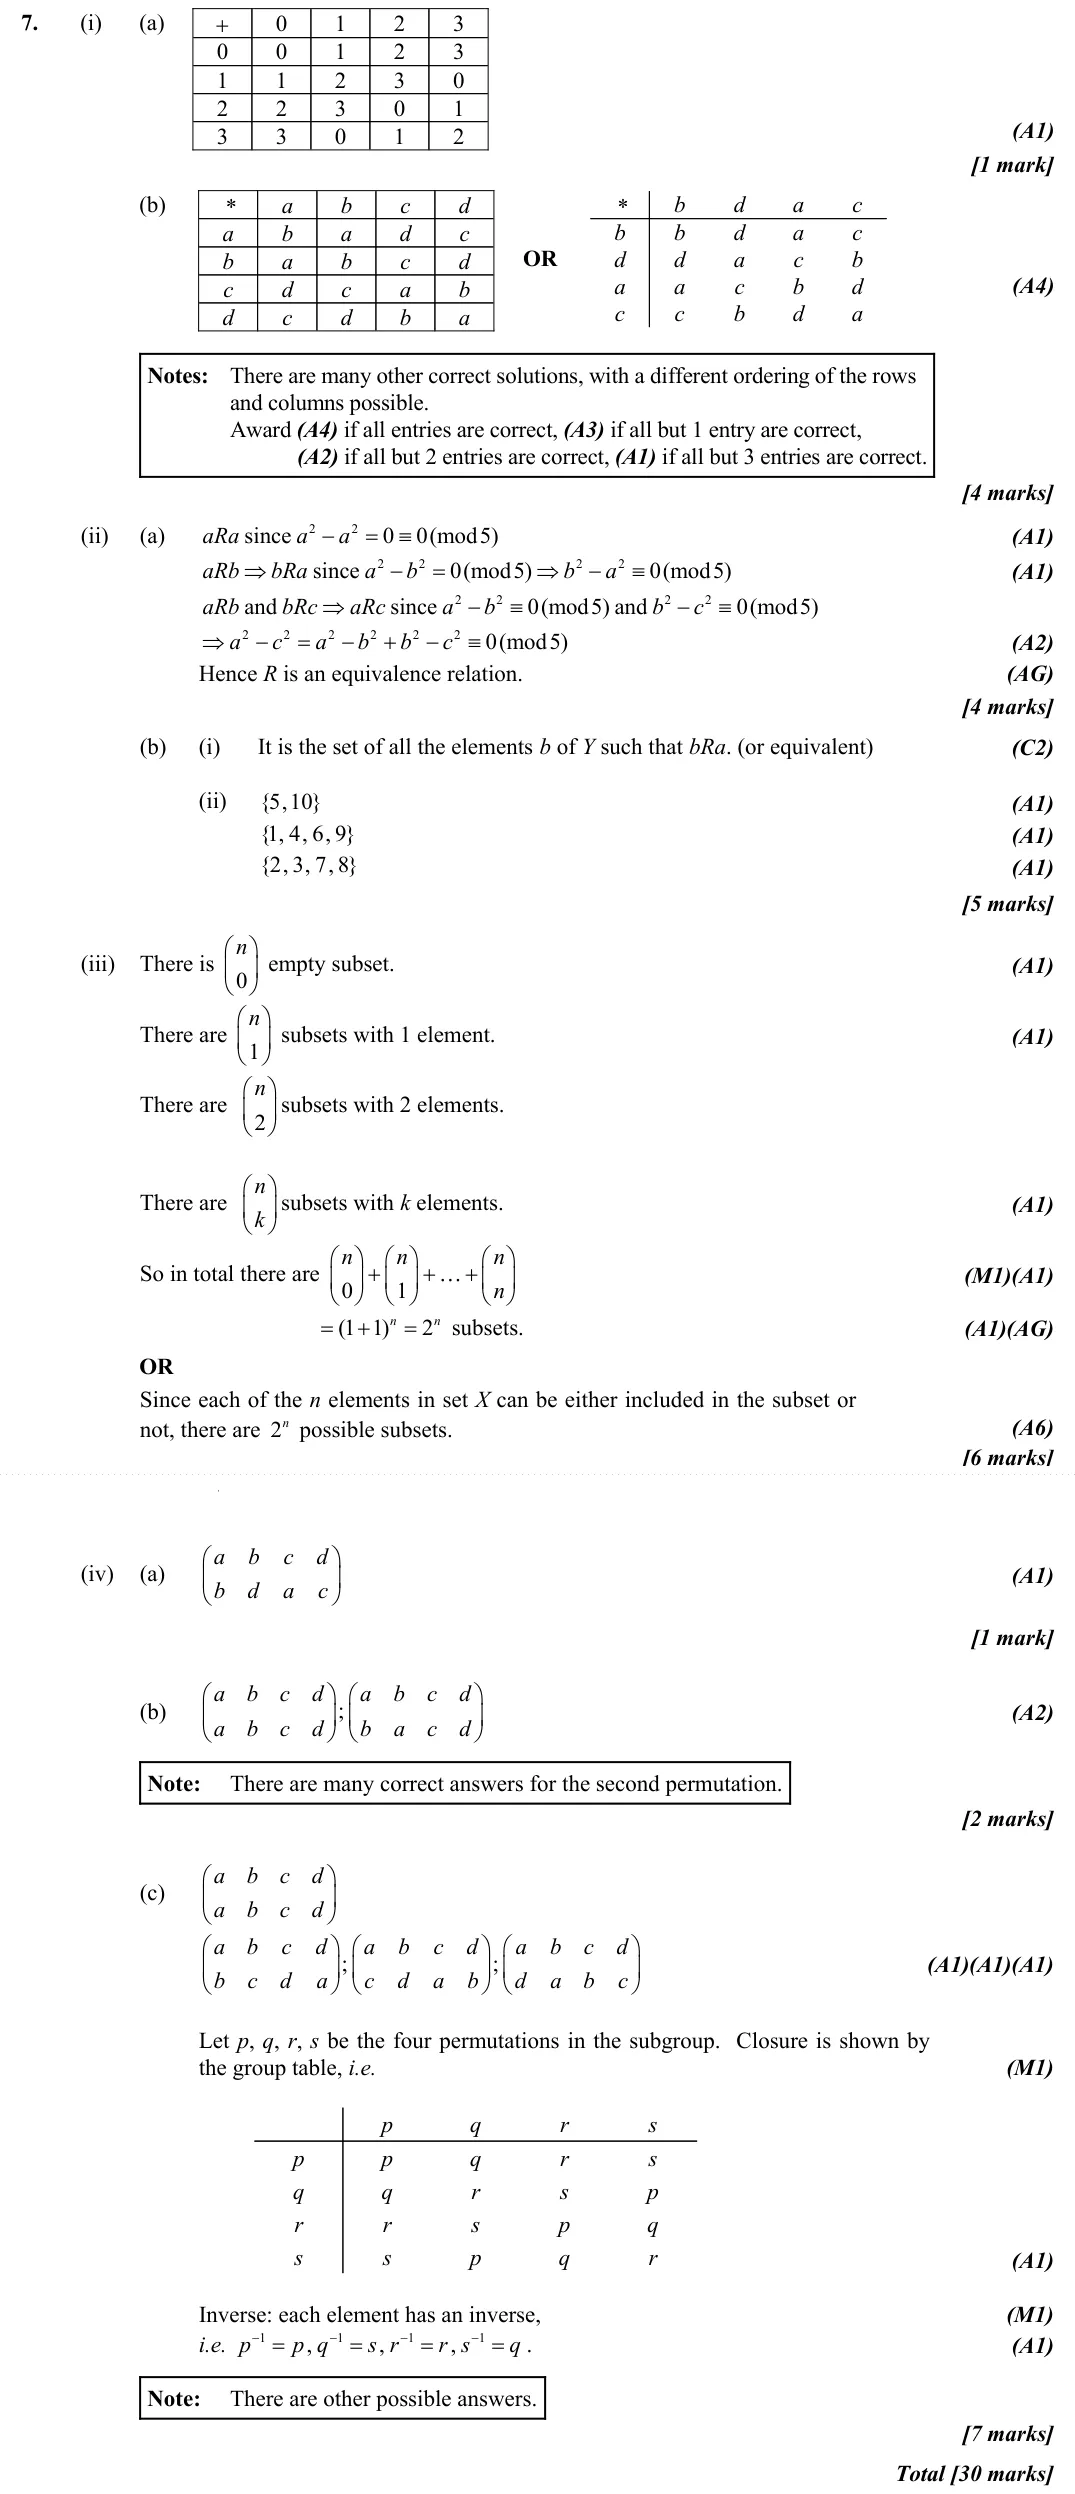 7. (i) (a) + 0 1 2 3
0 0 1 2 3
1 1 2 3 0
2 2 3 0 1
3 3 0 1 2 (A1)
[1 mark]
(b) * a b c d OR * b d a c
a b a d c b b d a c
b a b c d d d a c b
c d c a b a a c b d (A4)
d c d b a c c b d a
Notes: There are many other correct solutions, with a different ordering of the rows
and columns possible.
Award (A4) if all entries are correct, (A3) if all but 1 entry are correct,
(A2) if all but 2 entries are correct, (A1) if all but 3 entries are correct.
[4 marks]
(ii) (a) aRa since a² − a² = 0 ≡ 0(mod5) (A1)
aRb ⇒ bRa since a² − b² = 0(mod5) ⇒ b² − a² ≡ 0(mod5) (A1)
aRb and bRc ⇒ aRc since a² − b² ≡ 0(mod5) and b² − c² ≡ 0(mod5)
⇒ a² − c² = a² − b² + b² − c² ≡ 0(mod5) (A2)
Hence R is an equivalence relation. (AG)
[4 marks]
(b) (i) It is the set of all the elements b of Y such that bRa. (or equivalent) (C2)
(ii) {5, 10} (A1)
{1, 4, 6, 9} (A1)
{2, 3, 7, 8} (A1)
[5 marks]
(iii) There is (n 0) empty subset. (A1)
There are (n 1) subsets with 1 element. (A1)
There are (n 2) subsets with 2 elements.
There are (n k) subsets with k elements. (A1)
So in total there are (n 0) + (n 1) + … + (n n) (M1)(A1)
= (1+1)ⁿ = 2ⁿ subsets. (A1)(AG)
OR
Since each of the n elements in set X can be either included in the subset or
not, there are 2ⁿ possible subsets. (A6)
[6 marks]
(iv) (a) (a b c d
b d a c) (A1)
[1 mark]
(b) (a b c d ; (a b c d
a b c d) b a c d) (A2)
Note: There are many correct answers for the second permutation.
[2 marks]
(c) (a b c d
a b c d)
(a b c d ; (a b c d ; (a b c d
b c d a) c d a b) d a b c) (A1)(A1)(A1)
Let p, q, r, s be the four permutations in the subgroup. Closure is shown by
the group table, i.e. (M1)
p q r s
p p q r s
q q r s p
r r s p q
s s p q r (A1)
Inverse: each element has an inverse, (M1)
i.e. p⁻¹ = p, q⁻¹ = s, r⁻¹ = r, s⁻¹ = q . (A1)
Note: There are other possible answers.
[7 marks]
Total [30 marks]